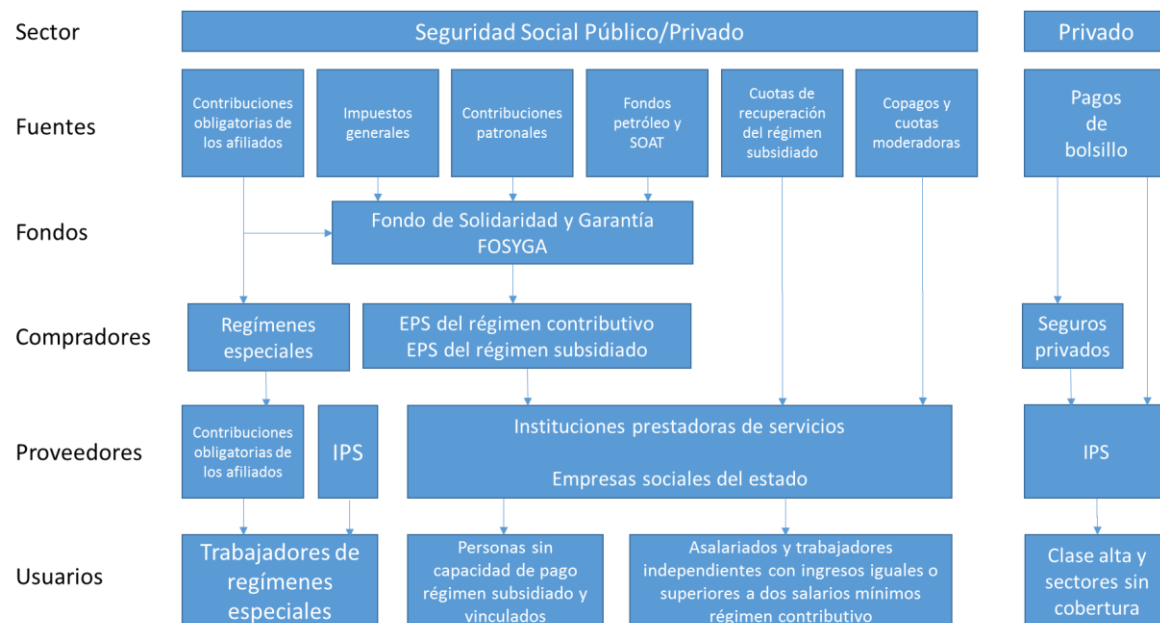 Sector
Seguridad Social Público/Privado
Privado
Fuentes
Contribuciones
obligatorias de
los afiliados
Impuestos
generales
Contribuciones
patronales
Fondos
petróleo y
SOAT
Cuotas de
recuperación
del régimen
subsidiado
Copagos y
cuotas
moderadoras
Pagos
de
bolsillo
Fondos
Fondo de Solidaridad y Garantía
FOSYGA
Compradores
Regímenes
especiales
EPS del régimen contributivo
EPS del régimen subsidiado
Seguros
privados
Proveedores
Contribuciones
obligatorias de
los afiliados
IPS
Instituciones prestadoras de servicios
Empresas sociales del estado
IPS
Usuarios
Trabajadores de
regímenes
especiales
Personas sin
capacidad de pago
régimen subsidiado y
vinculados
Asalariados y trabajadores
independientes con ingresos iguales o
superiores a dos salarios mínimos
régimen contributivo
Clase alta y
sectores sin
cobertura